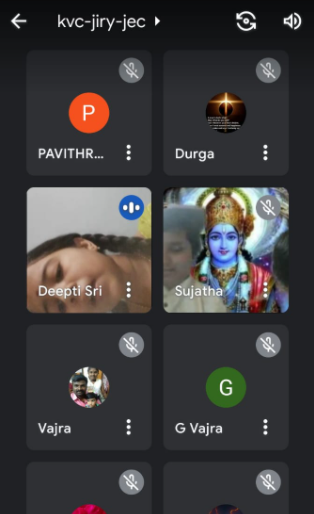 kvc-jiry-jec
P
PAVITHR...
Durga
Deepti Sri
Sujatha
Vajra
G
G Vajra